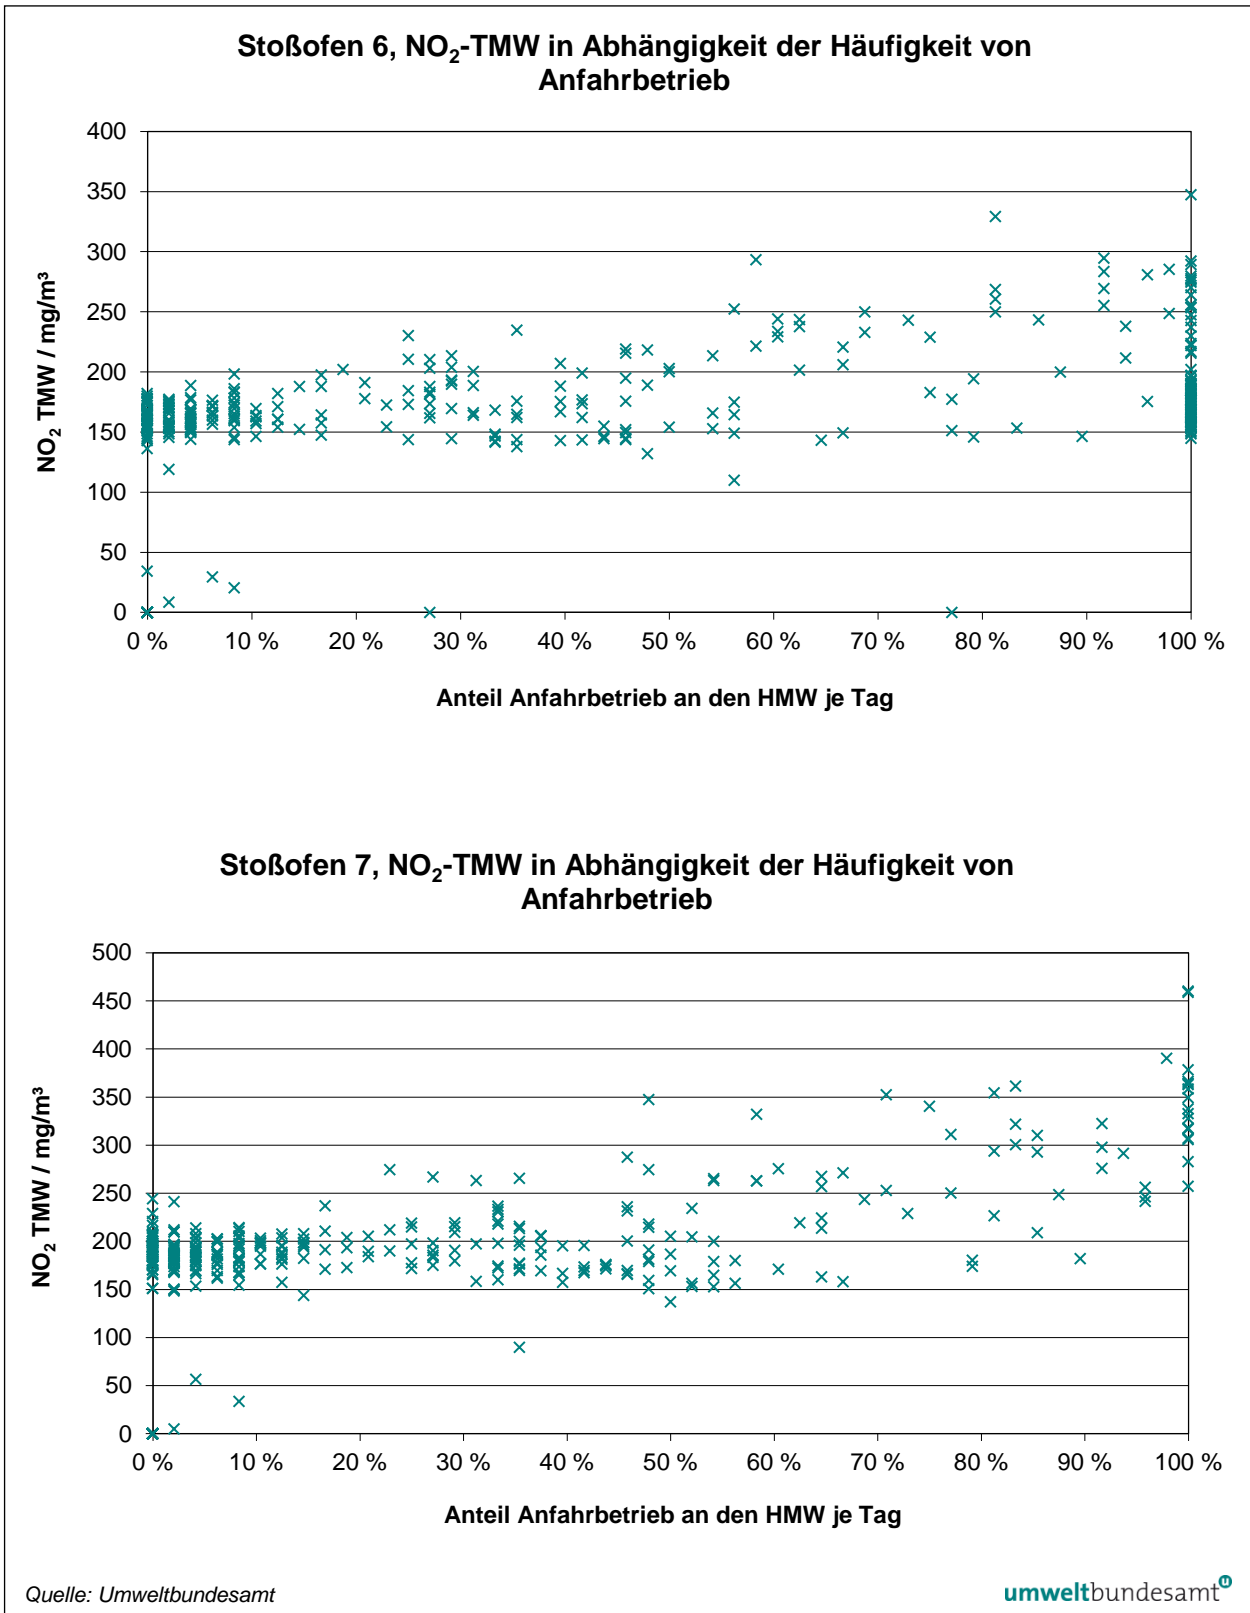 Stoßofen 6, NO₂-TMW in Abhängigkeit der Häufigkeit von
Anfahrbetrieb
400
350
300
250
200
150
100
50
0
NO₂ TMW / mg/m³
0 % 10 % 20 % 30 % 40 % 50 % 60 % 70 % 80 % 90 % 100 %
Anteil Anfahrbetrieb an den HMW je Tag
Stoßofen 7, NO₂-TMW in Abhängigkeit der Häufigkeit von
Anfahrbetrieb
500
450
400
350
300
250
200
150
100
50
0
NO₂ TMW / mg/m³
0 % 10 % 20 % 30 % 40 % 50 % 60 % 70 % 80 % 90 % 100 %
Anteil Anfahrbetrieb an den HMW je Tag
Quelle: Umweltbundesamt
umweltbundesamt ᵘ